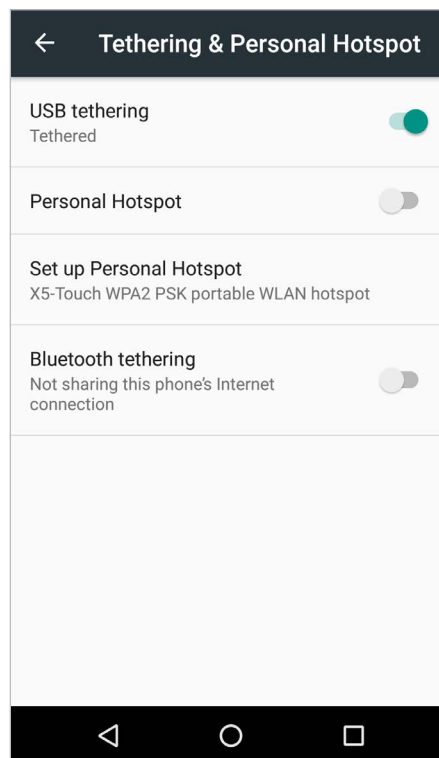 Tethering & Personal Hotspot
USB tethering
Tethered
Personal Hotspot
Set up Personal Hotspot
X5-Touch WPA2 PSK portable WLAN hotspot
Bluetooth tethering
Not sharing this phone's Internet
connection